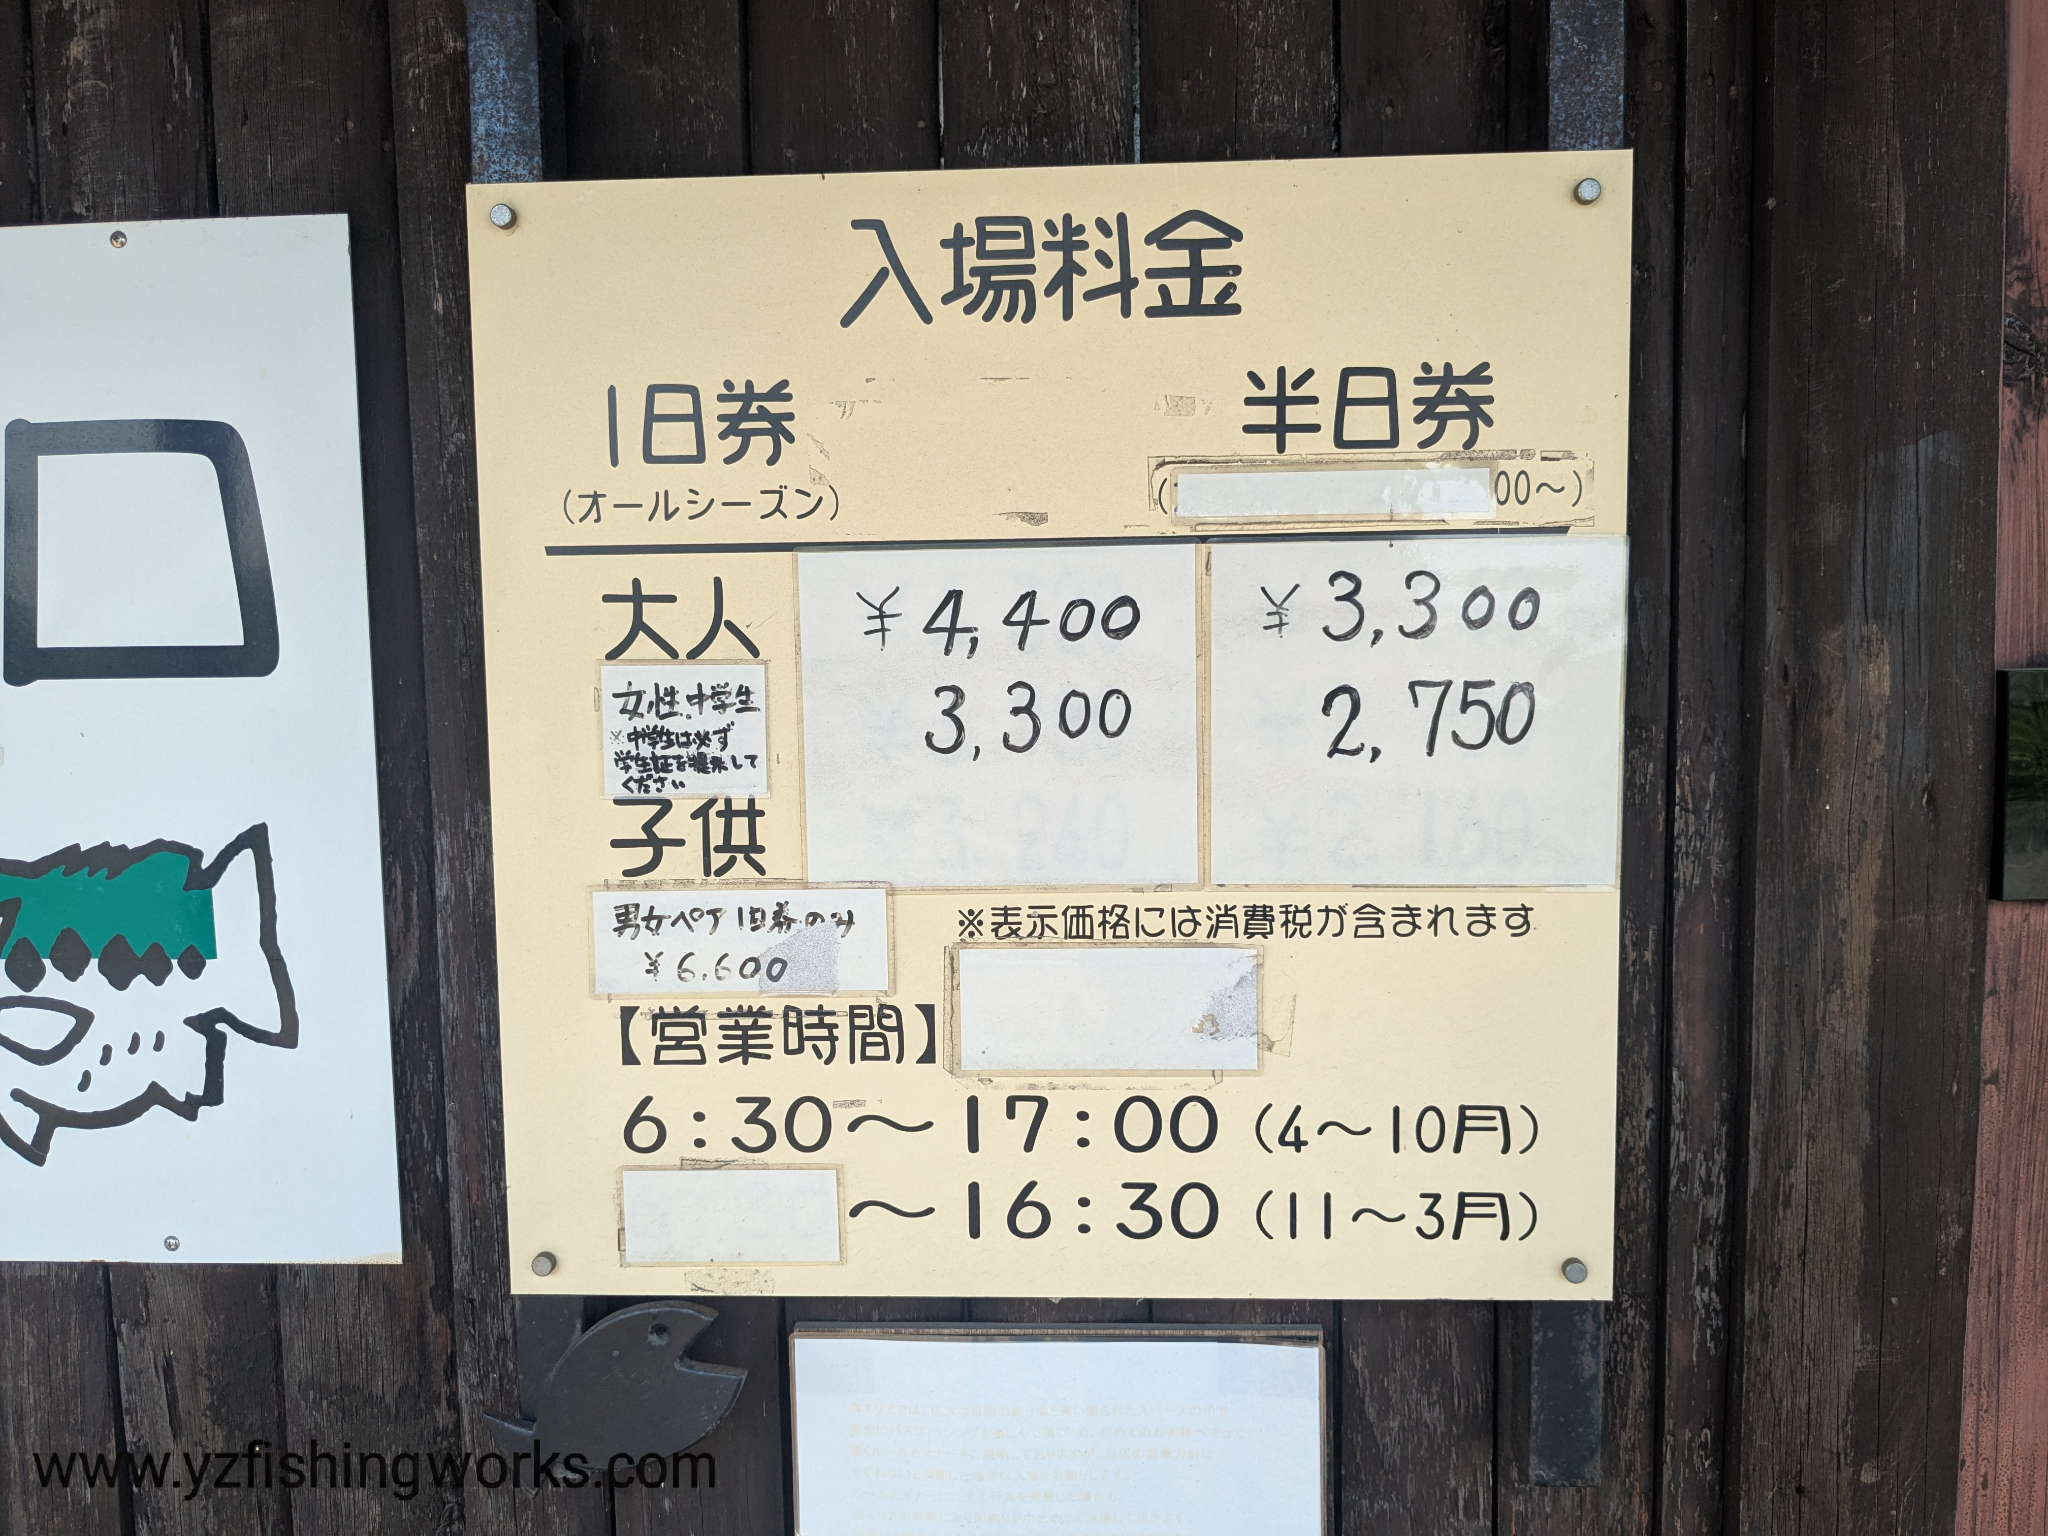 入場料金
1日券 半日券
(オールシーズン) ( 00～)
大人 ¥4,400 ¥3,300
女性.中学生 3,300 2,750
※中学生は必ず
学生証を提示して
ください
子供
男女ペア1日券のみ
¥6,600
※表示価格には消費税が含まれます
【営業時間】
6:30～17:00(4～10月)
～16:30(11～3月)
www.yzfishingworks.com